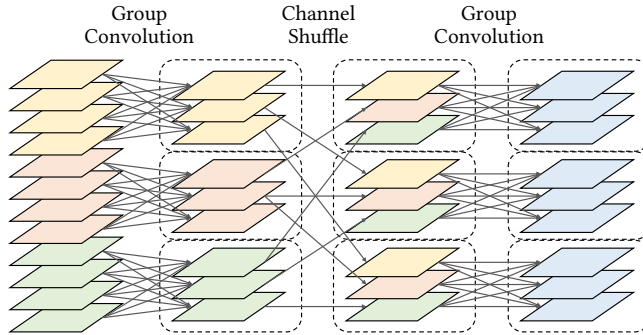 Group
Convolution
Channel
Shuffle
Group
Convolution